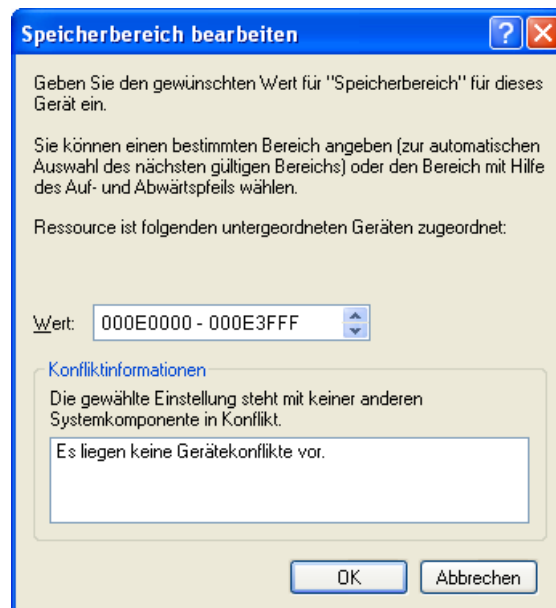 Speicherbereich bearbeiten
Geben Sie den gewünschten Wert für "Speicherbereich" für dieses
Gerät ein.
Sie können einen bestimmten Bereich angeben (zur automatischen
Auswahl des nächsten gültigen Bereichs) oder den Bereich mit Hilfe
des Auf- und Abwärtspfeils wählen.
Ressource ist folgenden untergeordneten Geräten zugeordnet:
Wert: 000E0000 - 000E3FFF
Konfliktinformationen
Die gewählte Einstellung steht mit keiner anderen
Systemkomponente in Konflikt.
Es liegen keine Gerätekonflikte vor.
OK Abbrechen